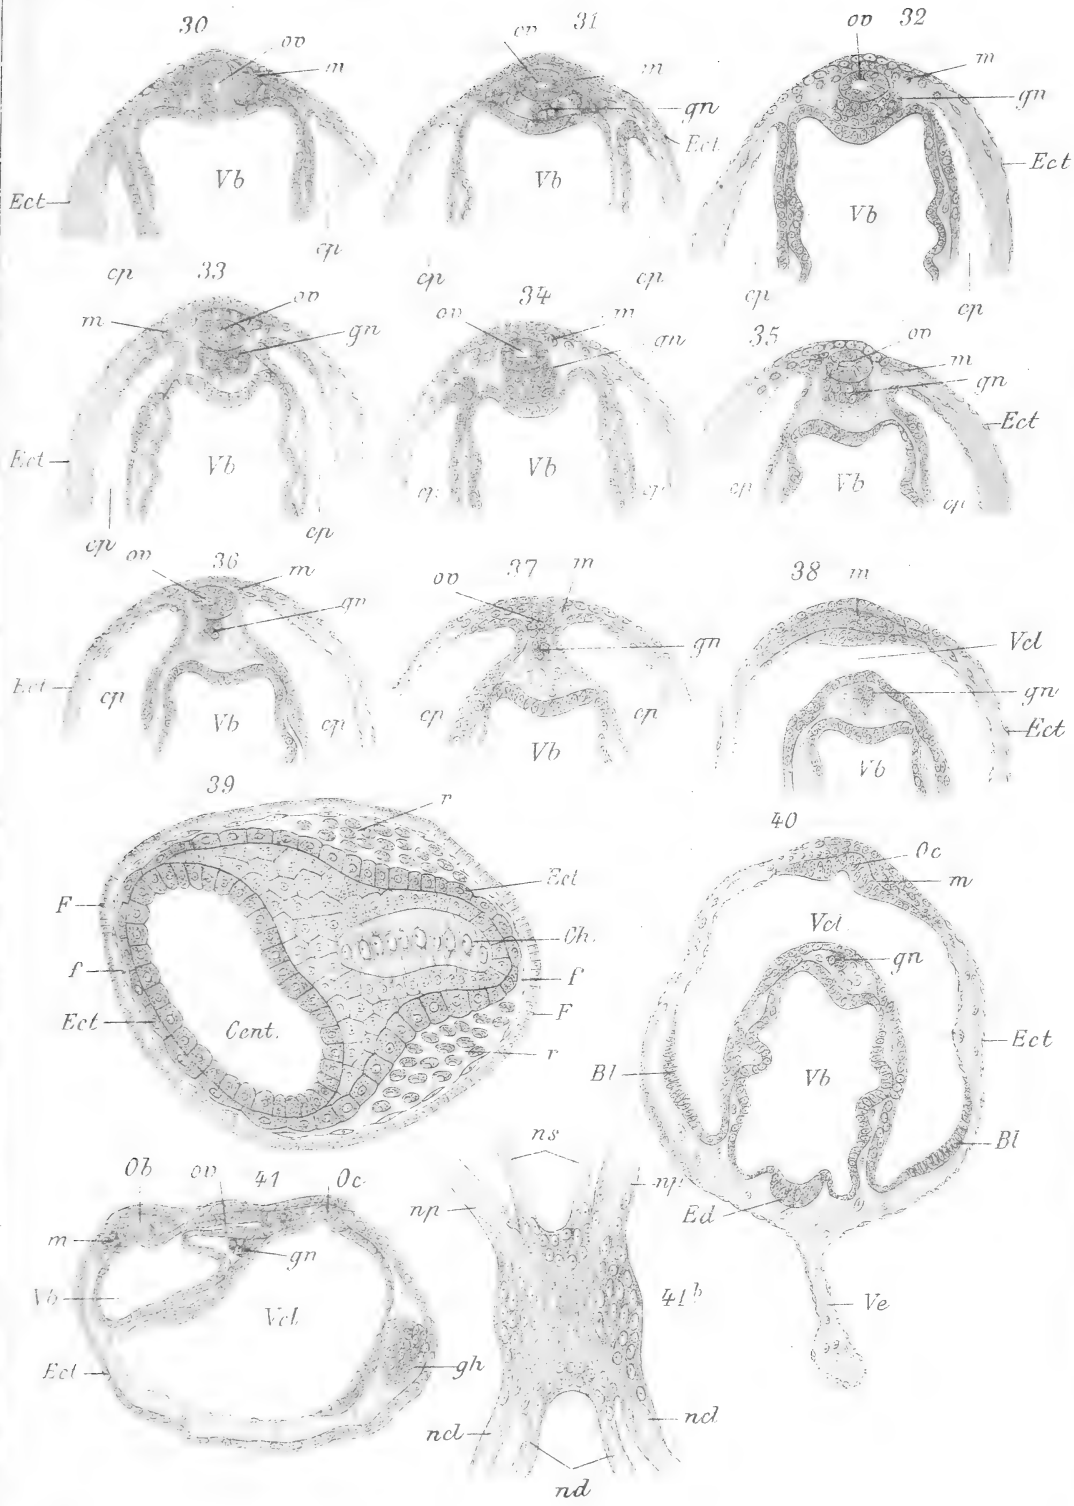 30
ov
m
Vb
Ect
cp
cp
31
ov
m
gn
Ect
Vb
cp
cp
32
ov
m
gn
Ect
Vb
cp
cp
33
ov
m
gn
Ect
Vb
cp
cp
34
ov
m
gn
Vb
cp
cp
35
ov
m
gn
Ect
Vb
cp
cp
36
ov
m
gn
Ect
cp
Vb
cp
37
ov
m
gn
cp
cp
Vb
38
m
Vcl
gn
Ect
Vb
39
r
Ect
F
Ch.
f
f
F
Ect
Cent.
r
40
Oc
m
Vcl
gn
Ect
Bl
Vb
Bl
Ed
Ve
41
Ob
ov
Oc
m
gn
Vb
Vcl
Ect
gh
41b
ns
np
np
ncl
ncl
nd